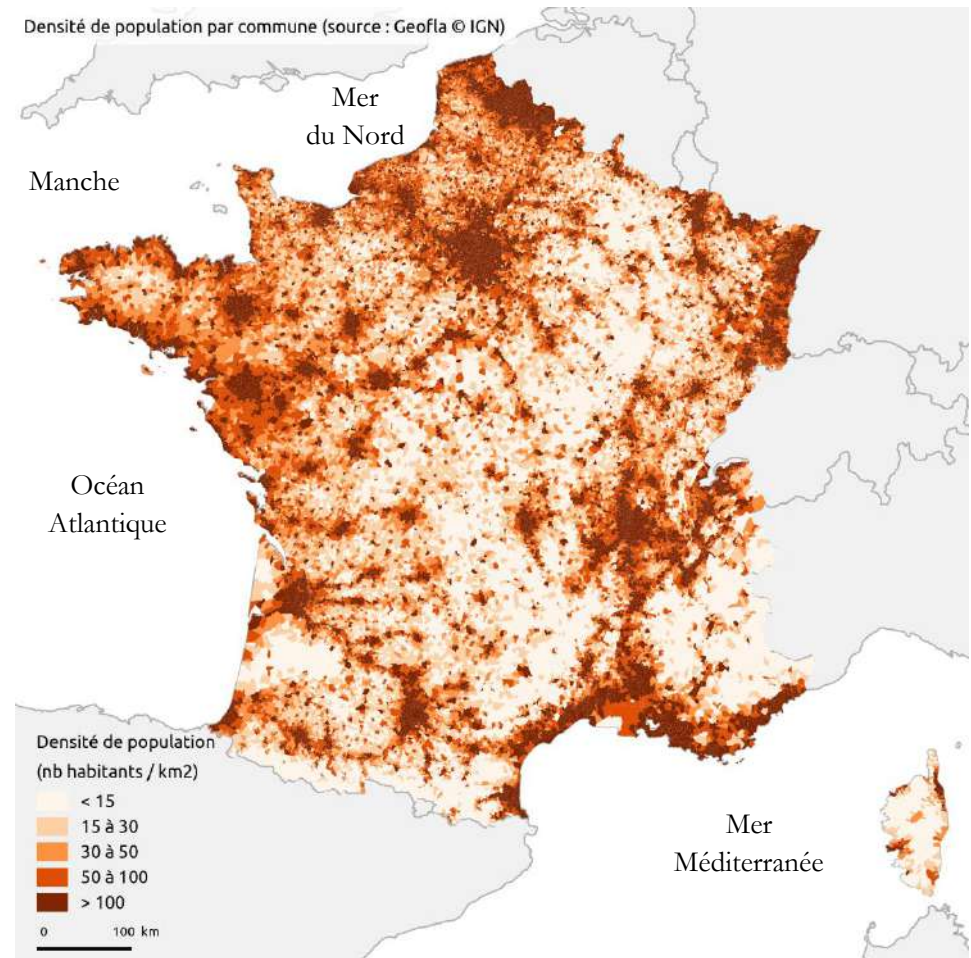 Densité de population par commune (source : Geofla © IGN)
Mer
du Nord
Manche
Océan
Atlantique
Densité de population
(nb habitants / km2)
< 15
15 à 30
30 à 50
50 à 100
> 100
0 100 km
Mer
Méditerranée